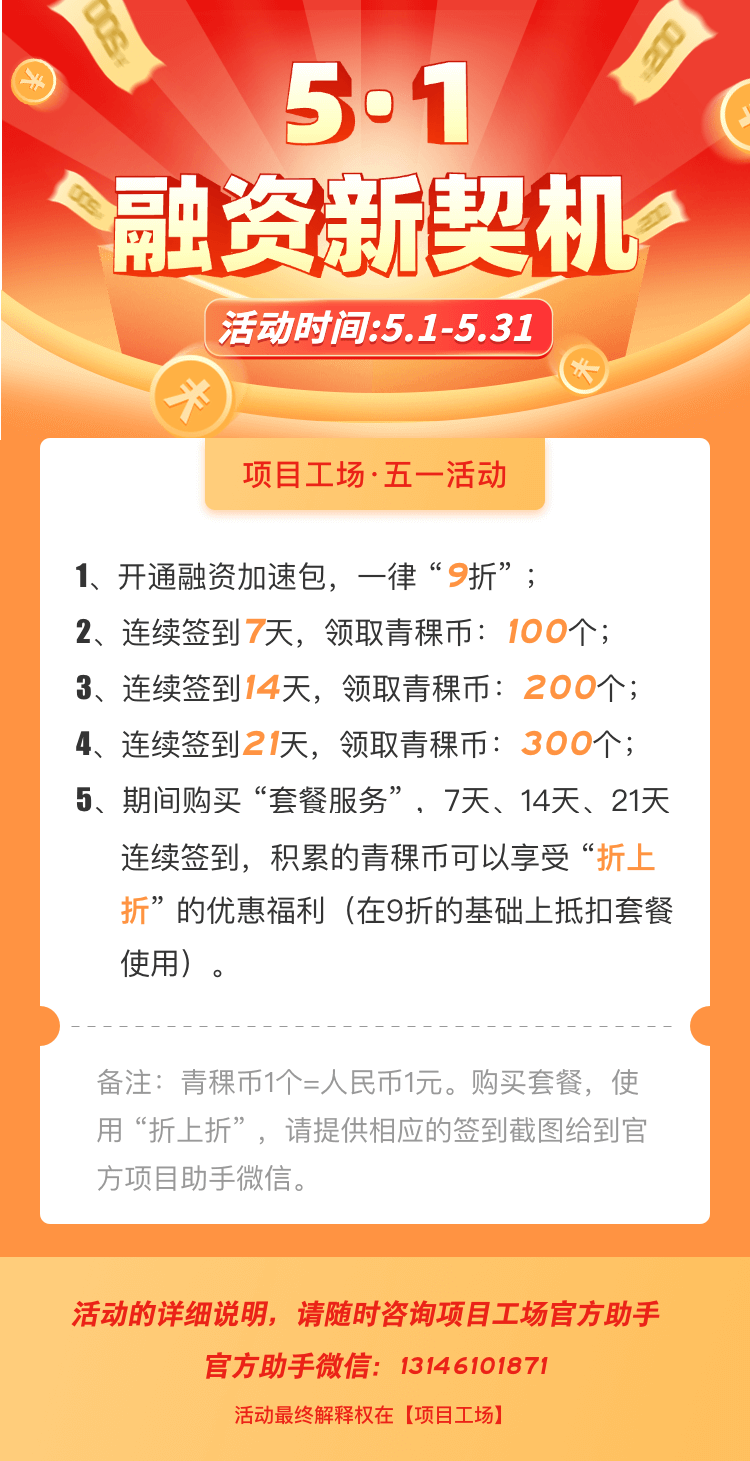 5·1
融资新契机
活动时间:5.1-5.31
项目工场·五一活动
1、开通融资加速包，一律“9折”；
2、连续签到7天，领取青稞币：100个；
3、连续签到14天，领取青稞币：200个；
4、连续签到21天，领取青稞币：300个；
5、期间购买“套餐服务”，7天、14天、21天
连续签到，积累的青稞币可以享受“折上
折”的优惠福利（在9折的基础上抵扣套餐
使用）。
备注：青稞币1个=人民币1元。购买套餐，使
用“折上折”，请提供相应的签到截图给到官
方项目助手微信。
活动的详细说明，请随时咨询项目工场官方助手
官方助手微信：13146101871
活动最终解释权在【项目工场】